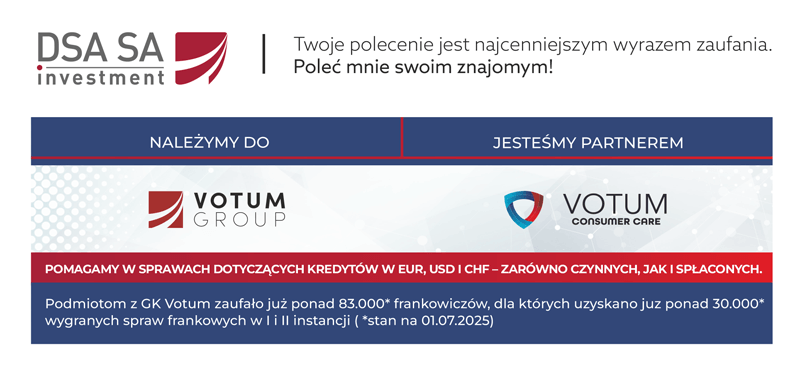 DSA SA
investment
Twoje polecenie jest najcenniejszym wyrazem zaufania.
Poleć mnie swoim znajomym!
NALEŻYMY DO
JESTEŚMY PARTNEREM
VOTUM
GROUP
VOTUM
CONSUMER CARE
POMAGAMY W SPRAWACH DOTYCZĄCYCH KREDYTÓW W EUR, USD I CHF – ZARÓWNO CZYNNYCH, JAK I SPŁACONYCH.
Podmiotom z GK Votum zaufało już ponad 83.000* frankowiczów, dla których uzyskano juz ponad 30.000*
wygranych spraw frankowych w I i II instancji ( *stan na 01.07.2025)